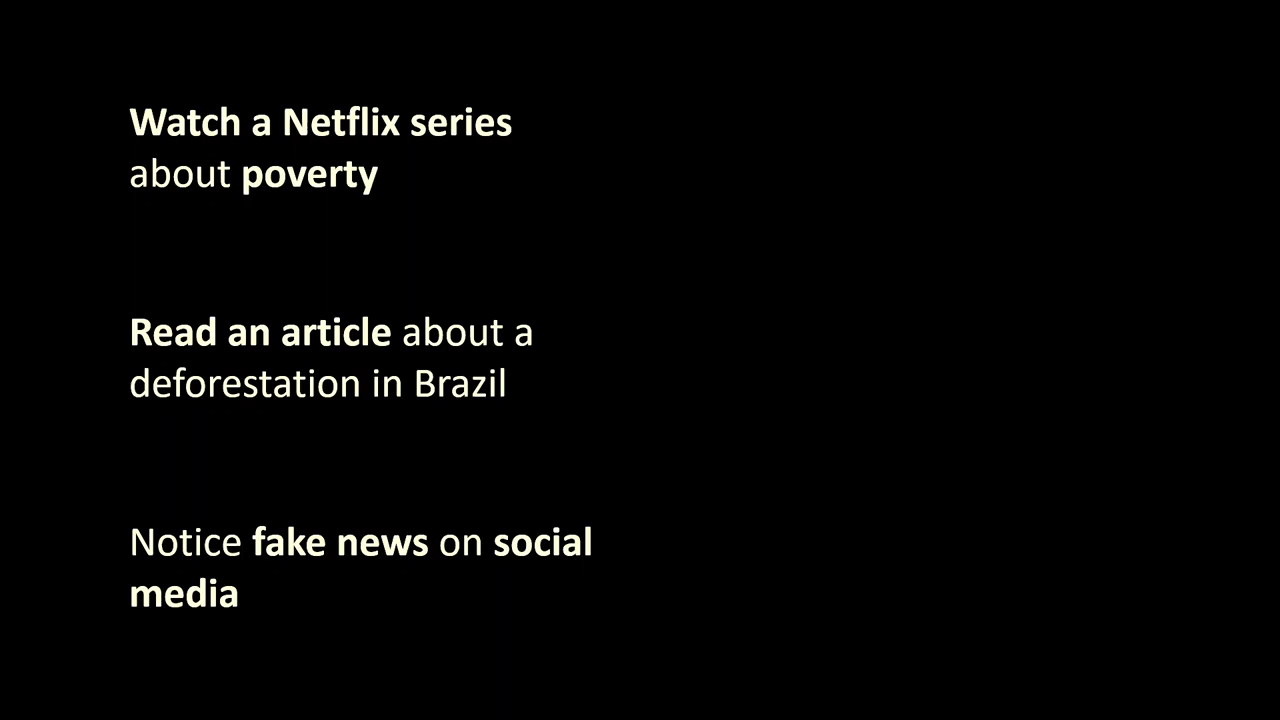 Watch a Netflix series
about poverty
Read an article about a
deforestation in Brazil
Notice fake news on social
media